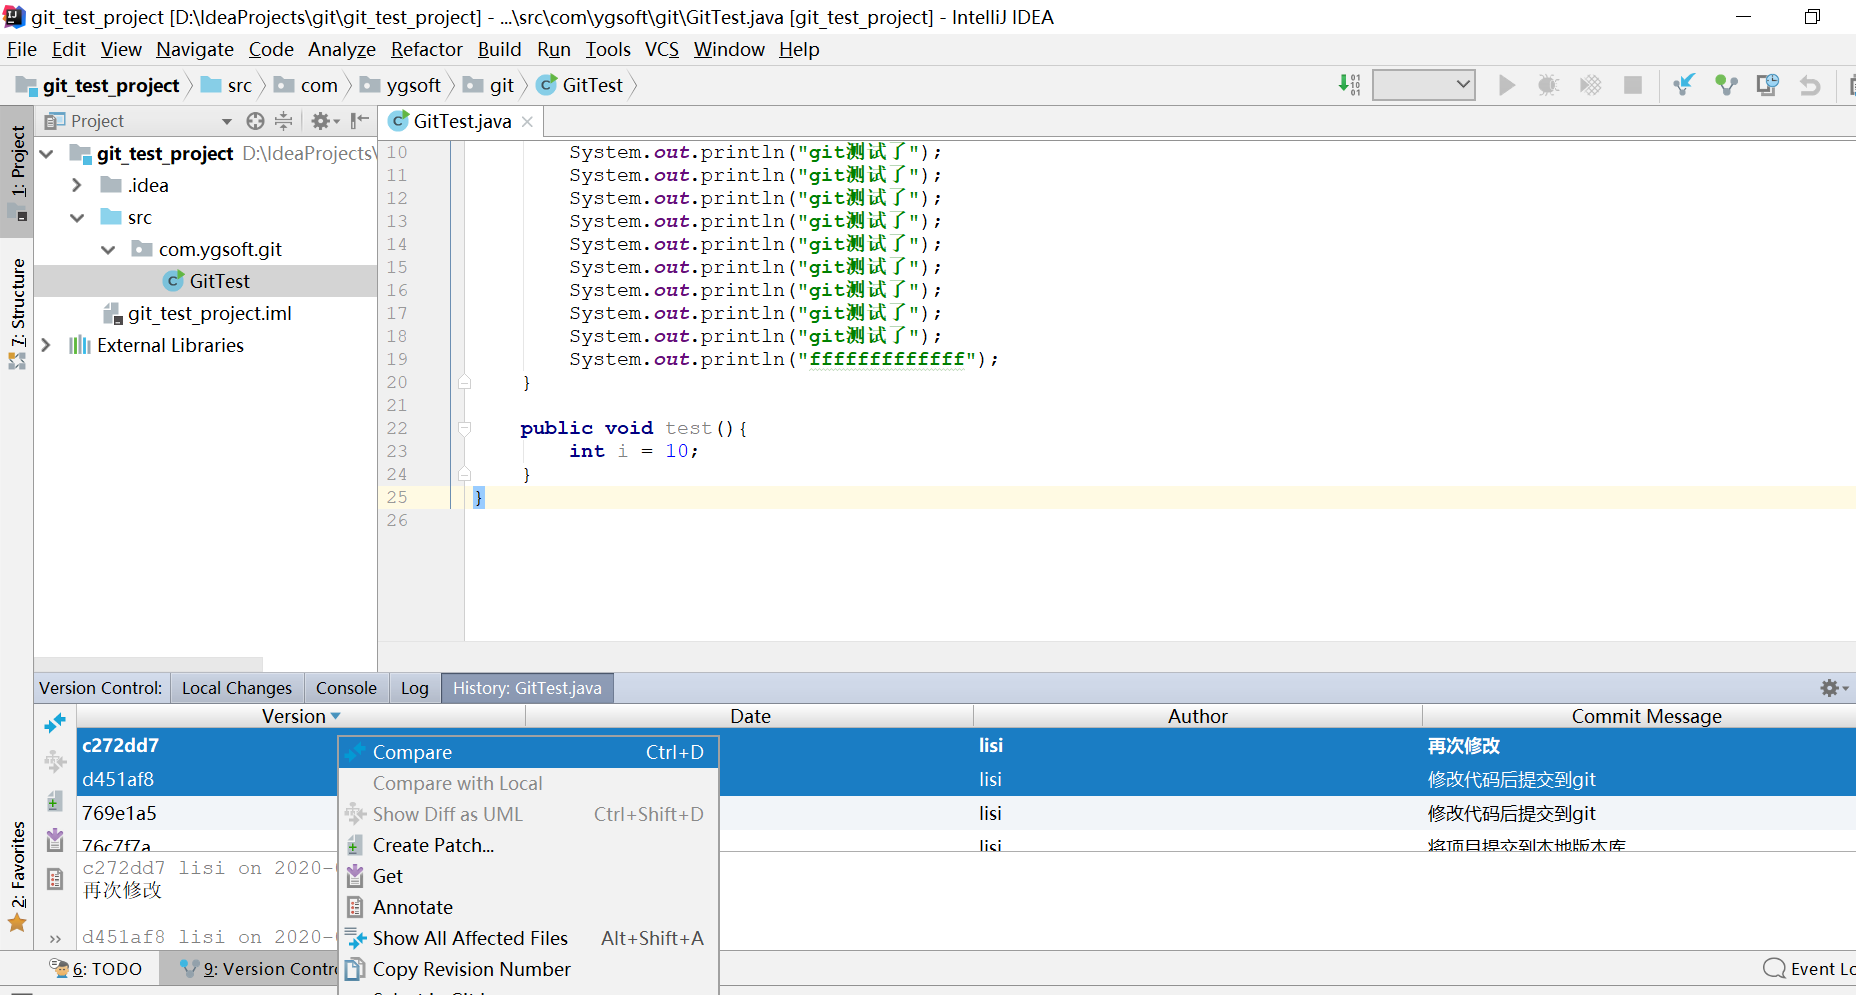 git_test_project [D:\IdeaProjects\git\git_test_project] - ...\src\com\ygsoft\git\GitTest.java [git_test_project] - IntelliJ IDEA
File Edit View Navigate Code Analyze Refactor Build Run Tools VCS Window Help
git_test_project src com ygsoft git GitTest
Project
GitTest.java
1: Project
7: Structure
2: Favorites
git_test_project D:\IdeaProjects\
.idea
src
com.ygsoft.git
GitTest
git_test_project.iml
External Libraries
10 System.out.println("git测试了");
11 System.out.println("git测试了");
12 System.out.println("git测试了");
13 System.out.println("git测试了");
14 System.out.println("git测试了");
15 System.out.println("git测试了");
16 System.out.println("git测试了");
17 System.out.println("git测试了");
18 System.out.println("git测试了");
19 System.out.println("fffffffffffff");
20 }
21
22 public void test(){
23 int i = 10;
24 }
25 }
26
Version Control: Local Changes Console Log History: GitTest.java
Version Date Author Commit Message
c272dd7 lisi 再次修改
d451af8 lisi 修改代码后提交到git
769e1a5 lisi 修改代码后提交到git
76c7f7a lisi 将项目提交到本地版本库
c272dd7 lisi on 2020-
再次修改
d451af8 lisi on 2020-
Compare Ctrl+D
Compare with Local
Show Diff as UML Ctrl+Shift+D
Create Patch...
Get
Annotate
Show All Affected Files Alt+Shift+A
Copy Revision Number
6: TODO
9: Version Contro
Event Lo